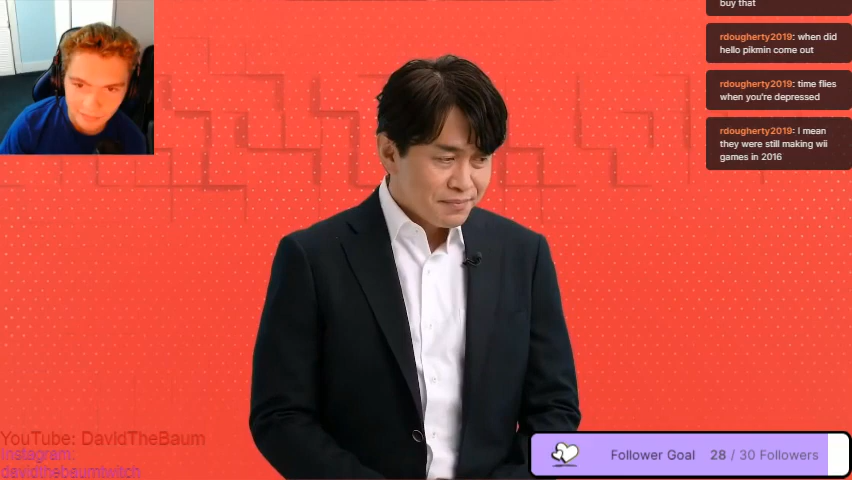 buy that
rdougherty2019: when did
hello pikmin come out
rdougherty2019: time flies
when you're depressed
rdougherty2019: I mean
they were still making wii
games in 2016
YouTube: DavidTheBaum
Instagram:
davidthebaumtwitch
Follower Goal 28 / 30 Followers